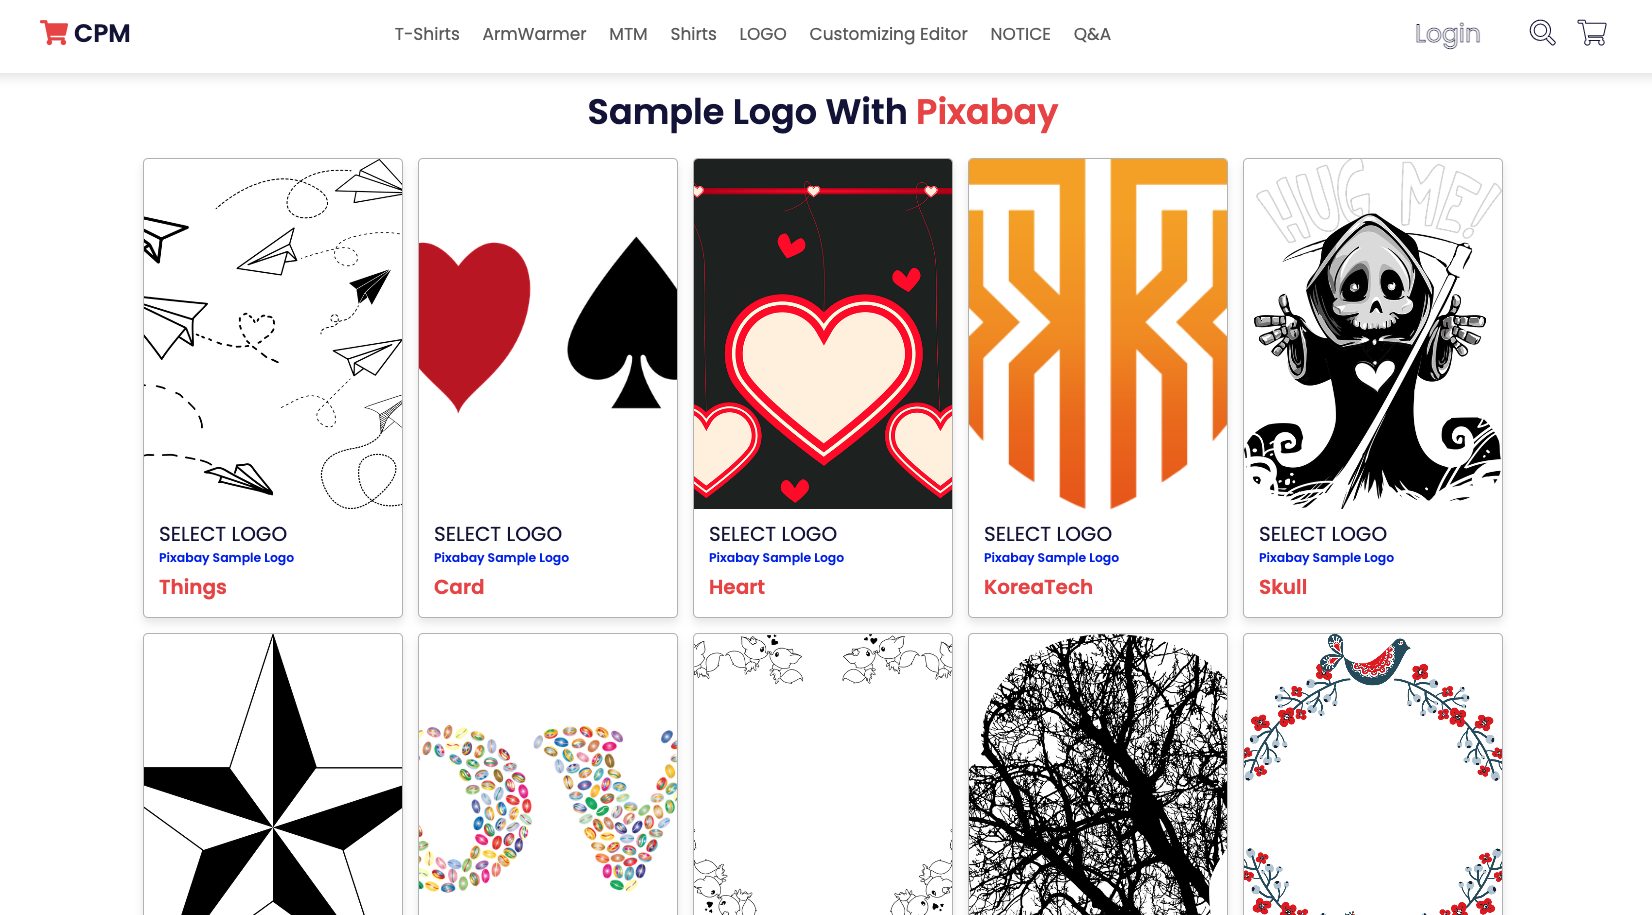 CPM
T-Shirts ArmWarmer MTM Shirts LOGO Customizing Editor NOTICE Q&A
Login
Sample Logo With Pixabay
HUG ME!
SELECT LOGO
Pixabay Sample Logo
Things
SELECT LOGO
Pixabay Sample Logo
Card
SELECT LOGO
Pixabay Sample Logo
Heart
SELECT LOGO
Pixabay Sample Logo
KoreaTech
SELECT LOGO
Pixabay Sample Logo
Skull
OV